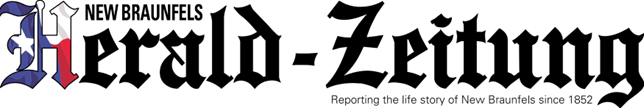 NEW BRAUNFELS
Herald-Zeitung
Reporting the life story of New Braunfels since 1852